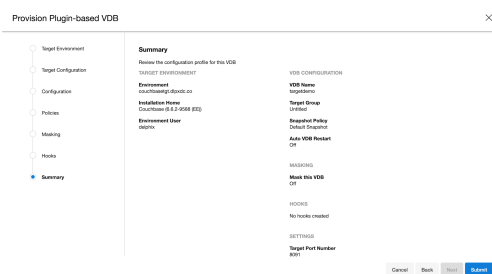 Provision Plugin-based VDB
Target Environment
Target Configuration
Configuration
Policies
Masking
Hooks
Summary
Summary
Review the configuration profile for this VDB
TARGET ENVIRONMENT
Environment
couchbasetgt.dlpxdc.co
Installation Home
Couchbase (6.6.2-9588 (EE))
Environment User
delphix
VDB CONFIGURATION
VDB Name
targetdemo
Target Group
Untitled
Snapshot Policy
Default Snapshot
Auto VDB Restart
Off
MASKING
Mask this VDB
Off
HOOKS
No hooks created
SETTINGS
Target Port Number
8091
Cancel Back Next Submit